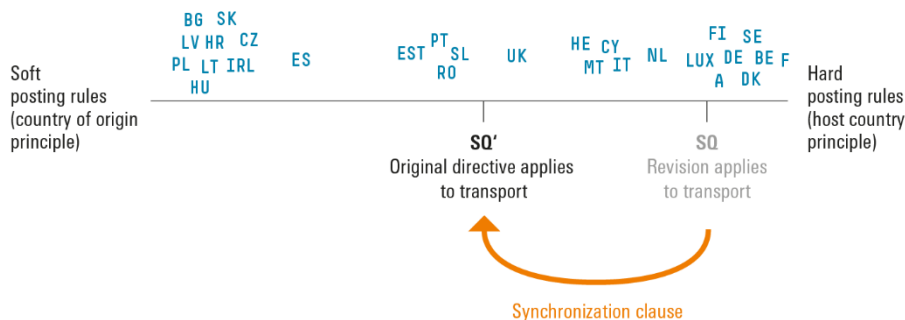 BG SK
LV HR CZ
PL LT IRL
HU
ES
EST PT SL
RO
UK
HE CY
MT IT
NL
FI SE
LUX DE BE F
A DK
Soft
posting rules
(country of origin
principle)
Hard
posting rules
(host country
principle)
SQ‘
Original directive applies
to transport
SQ
Revision applies
to transport
Synchronization clause